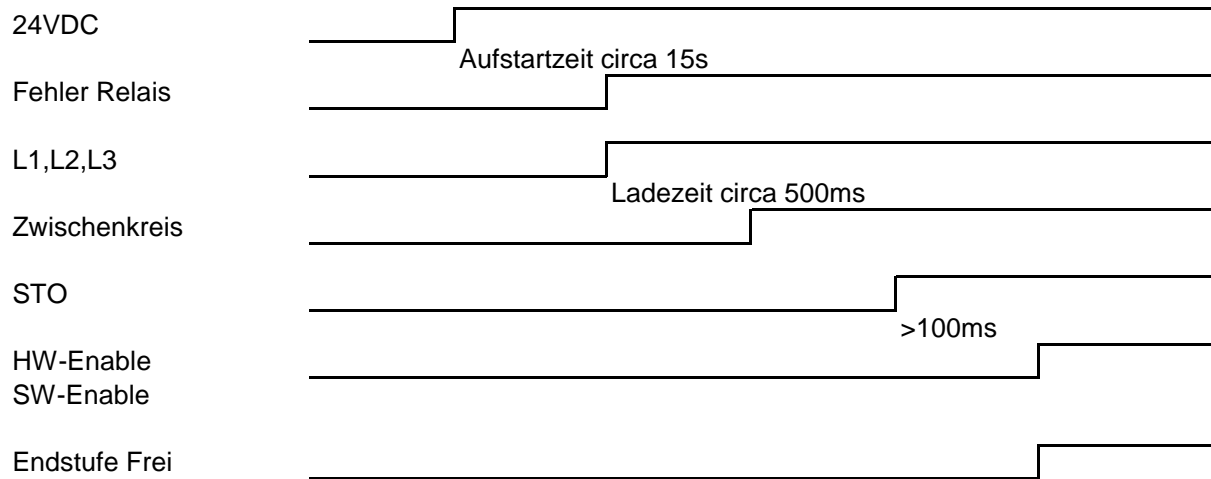 24VDC
Aufstartzeit circa 15s
Fehler Relais
L1,L2,L3
Ladezeit circa 500ms
Zwischenkreis
STO
>100ms
HW-Enable
SW-Enable
Endstufe Frei